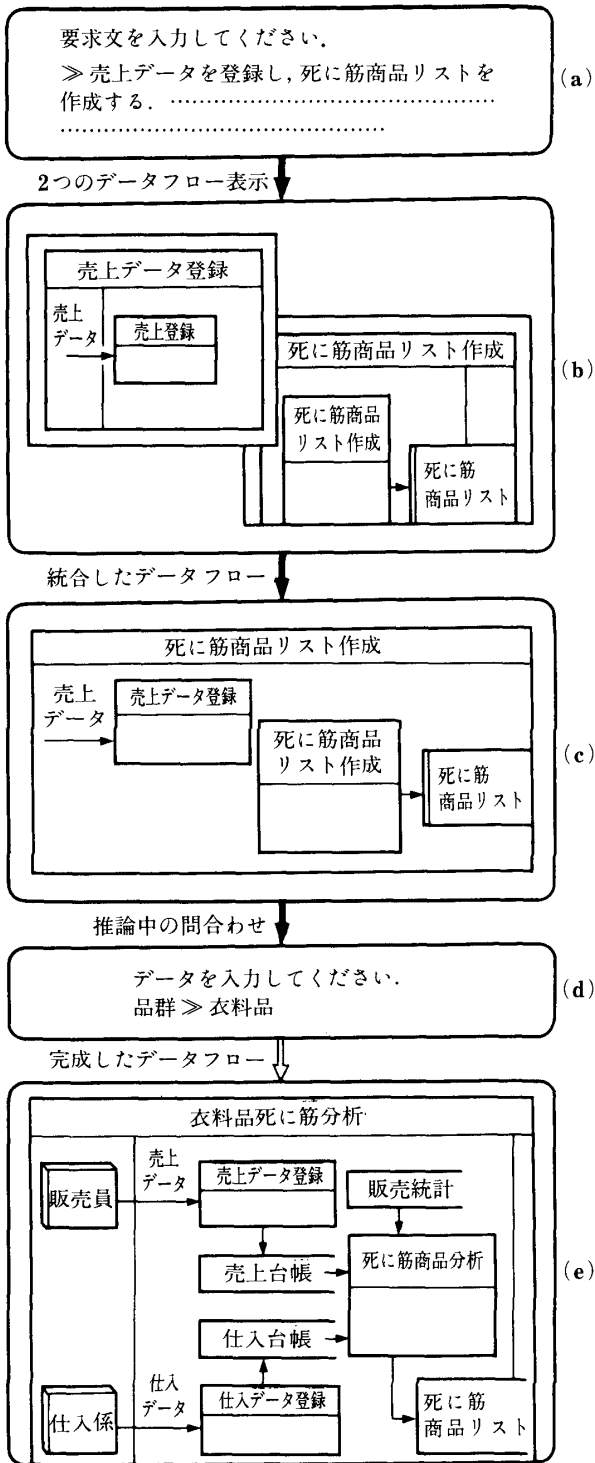 要求文を入力してください.
≫ 売上データを登録し, 死に筋商品リストを
作成する. ……………………………………
……………………………………
(a)
2つのデータフロー表示
売上データ登録
売上
データ
売上登録
死に筋商品リスト作成
死に筋商品
リスト作成
死に筋
商品リスト
(b)
統合したデータフロー
死に筋商品リスト作成
売上
データ
売上データ登録
死に筋商品
リスト作成
死に筋
商品リスト
(c)
推論中の問合わせ
データを入力してください.
品群 ≫ 衣料品
(d)
完成したデータフロー
衣料品死に筋分析
販売員
売上
データ
売上データ登録
販売統計
売上台帳
死に筋商品分析
仕入台帳
仕入係
仕入
データ
仕入データ登録
死に筋
商品リスト
(e)